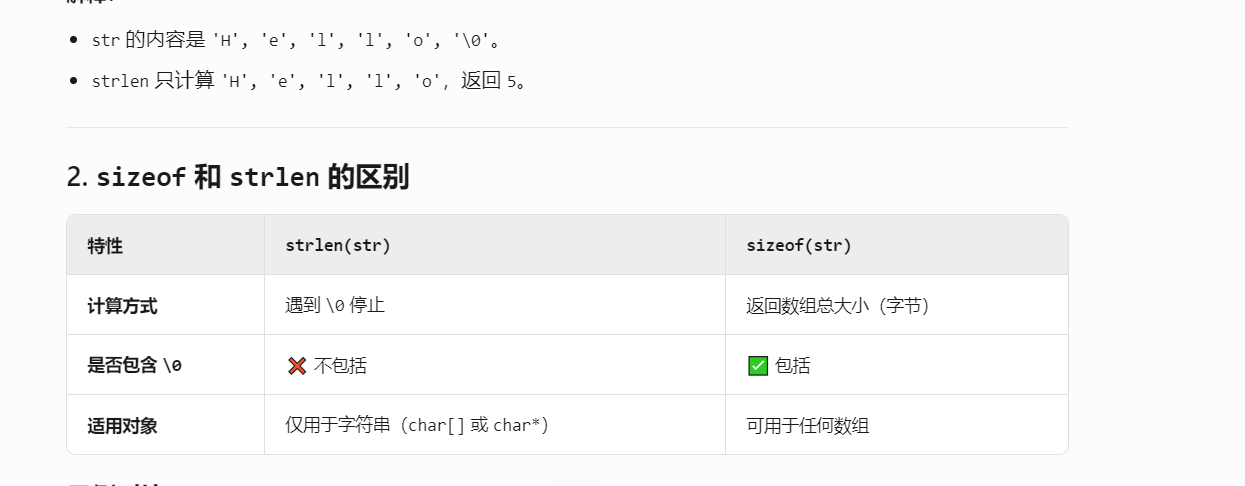 解释:
str 的内容是 'H', 'e', 'l', 'l', 'o', '\0'。
strlen 只计算 'H', 'e', 'l', 'l', 'o', 返回 5。
2. sizeof 和 strlen 的区别
特性 strlen(str) sizeof(str)
计算方式 遇到 \0 停止 返回数组总大小（字节）
是否包含 \0 ❌ 不包括 ✅ 包括
适用对象 仅用于字符串（char[] 或 char*） 可用于任何数组